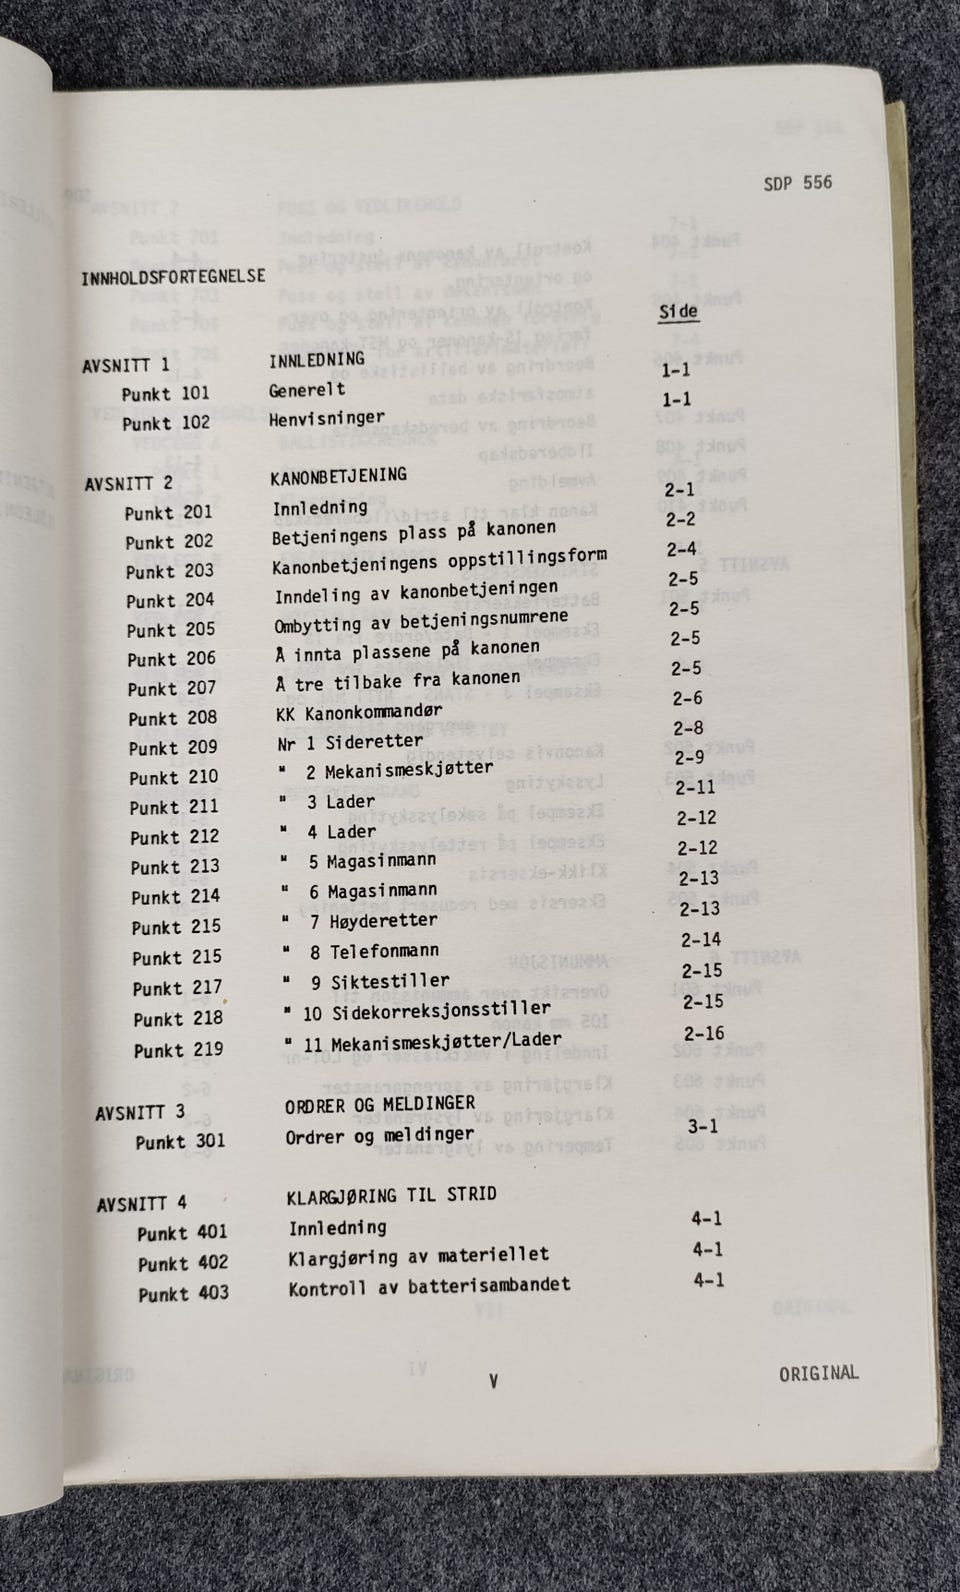 SDP 556
INNHOLDSFORTEGNELSE
Side
AVSNITT 1 INNLEDNING
Punkt 101 Generelt 1-1
Punkt 102 Henvisninger 1-1
AVSNITT 2 KANONBETJENING
Punkt 201 Innledning 2-1
Punkt 202 Betjeningens plass på kanonen 2-2
Punkt 203 Kanonbetjeningens oppstillingsform 2-4
Punkt 204 Inndeling av kanonbetjeningen 2-5
Punkt 205 Ombytting av betjeningsnumrene 2-5
Punkt 206 Å innta plassene på kanonen 2-5
Punkt 207 Å tre tilbake fra kanonen 2-5
Punkt 208 KK Kanonkommandør 2-6
Punkt 209 Nr 1 Sideretter 2-8
Punkt 210 " 2 Mekanismeskjøtter 2-9
Punkt 211 " 3 Lader 2-11
Punkt 212 " 4 Lader 2-12
Punkt 213 " 5 Magasinmann 2-12
Punkt 214 " 6 Magasinmann 2-13
Punkt 215 " 7 Høyderetter 2-13
Punkt 215 " 8 Telefonmann 2-14
Punkt 217 " 9 Siktestiller 2-15
Punkt 218 " 10 Sidekorreksjonsstiller 2-15
Punkt 219 " 11 Mekanismeskjøtter/Lader 2-16
AVSNITT 3 ORDRER OG MELDINGER
Punkt 301 Ordrer og meldinger 3-1
AVSNITT 4 KLARGJØRING TIL STRID
Punkt 401 Innledning 4-1
Punkt 402 Klargjøring av materiellet 4-1
Punkt 403 Kontroll av batterisambandet 4-1
V
ORIGINAL